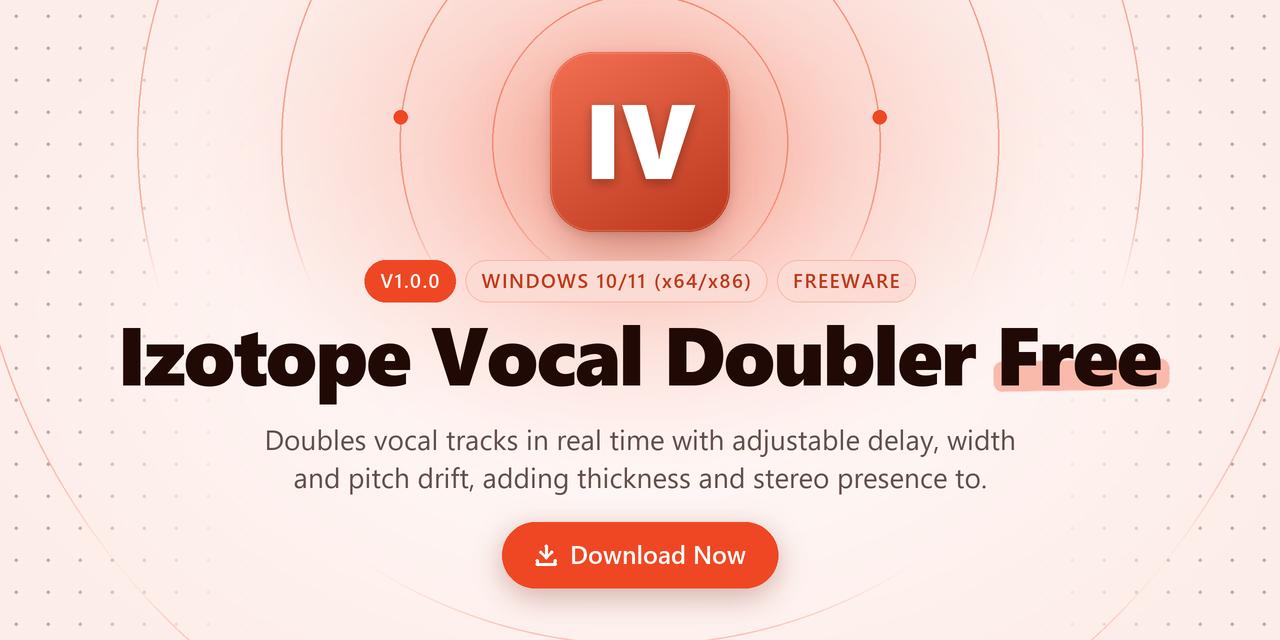 IV
V1.0.0
WINDOWS 10/11 (x64/x86)
FREEWARE
Izotope Vocal Doubler Free
Doubles vocal tracks in real time with adjustable delay, width
and pitch drift, adding thickness and stereo presence to.
Download Now